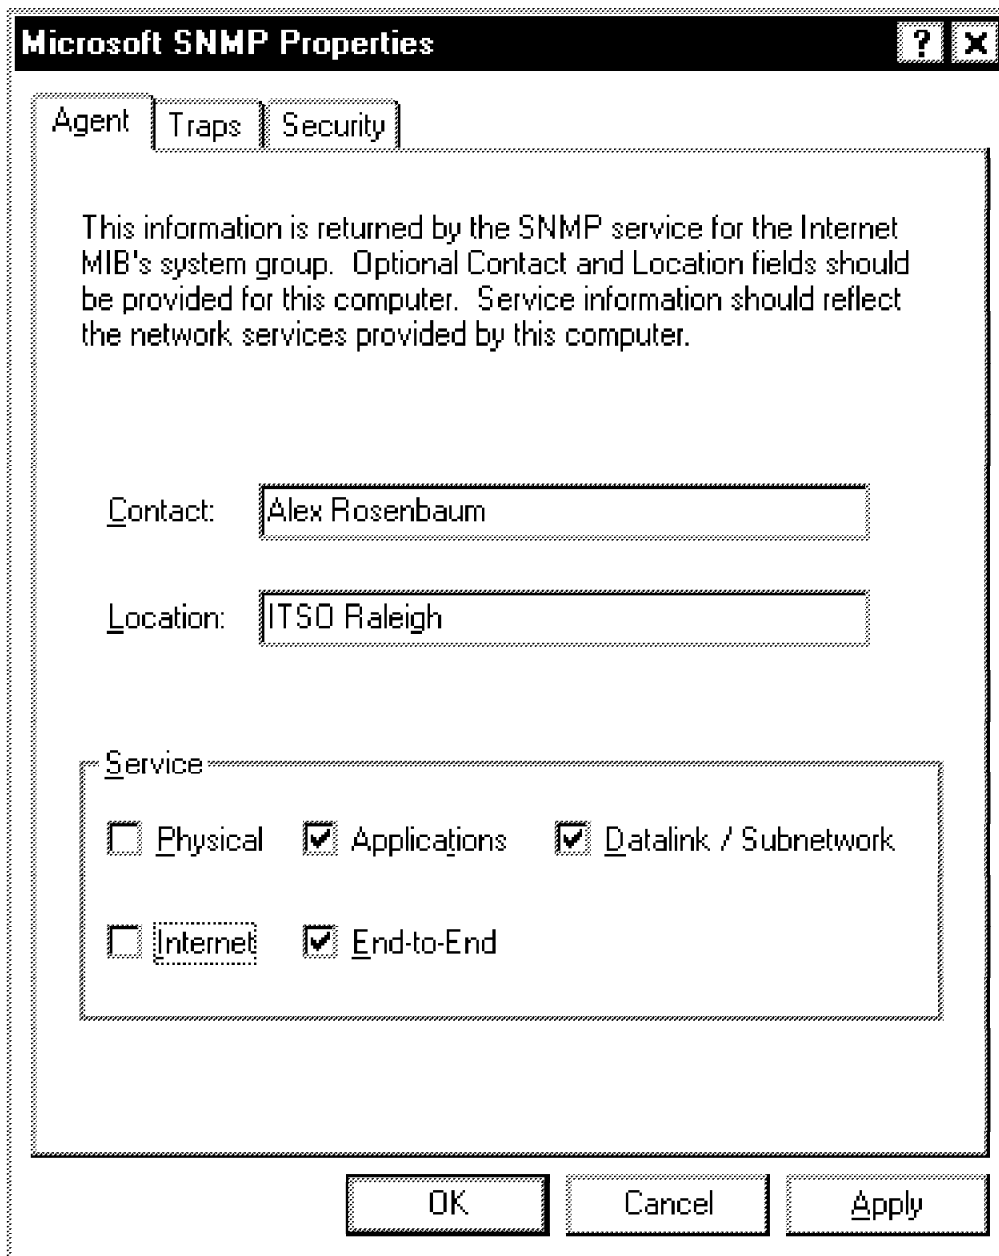 Microsoft SNMP Properties
Agent Traps Security
This information is returned by the SNMP service for the Internet
MIB's system group. Optional Contact and Location fields should
be provided for this computer. Service information should reflect
the network services provided by this computer.
Contact: Alex Rosenbaum
Location: ITSO Raleigh
Service
Physical Applications Datalink / Subnetwork
Internet End-to-End
OK Cancel Apply